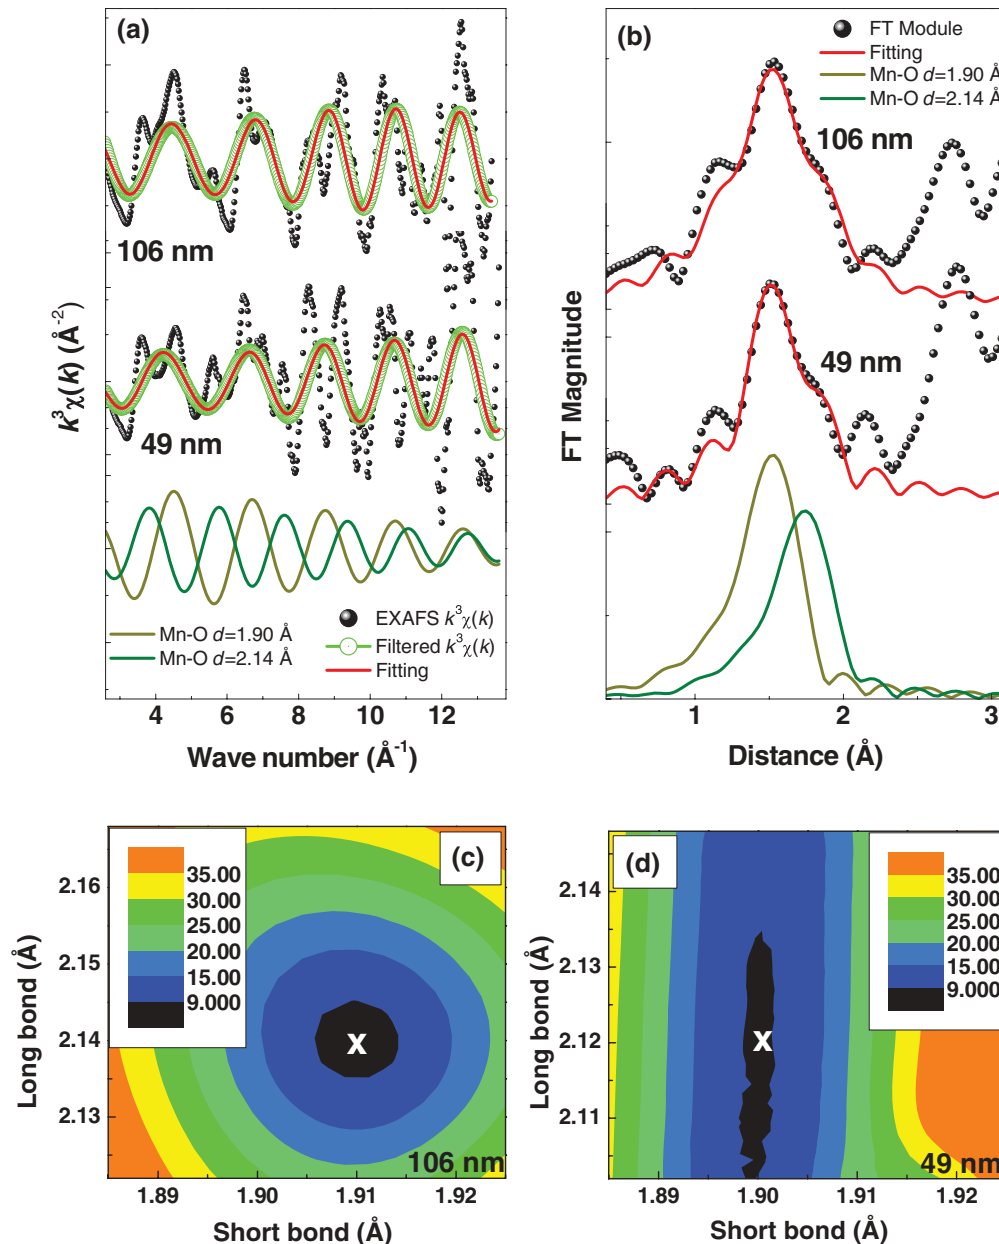 (a)
106 nm
49 nm
k³χ(k) (Å⁻²)
Mn-O d=1.90 Å
Mn-O d=2.14 Å
EXAFS k³χ(k)
Filtered k³χ(k)
Fitting
4 6 8 10 12
Wave number (Å⁻¹)
(b)
FT Module
Fitting
Mn-O d=1.90 Å
Mn-O d=2.14 Å
106 nm
49 nm
FT Magnitude
1 2 3
Distance (Å)
(c)
35.00
30.00
25.00
20.00
15.00
9.000
2.16
2.15
2.14
2.13
Long bond (Å)
X
106 nm
1.89 1.90 1.91 1.92
Short bond (Å)
(d)
35.00
30.00
25.00
20.00
15.00
9.000
2.14
2.13
2.12
2.11
Long bond (Å)
X
49 nm
1.89 1.90 1.91 1.92
Short bond (Å)